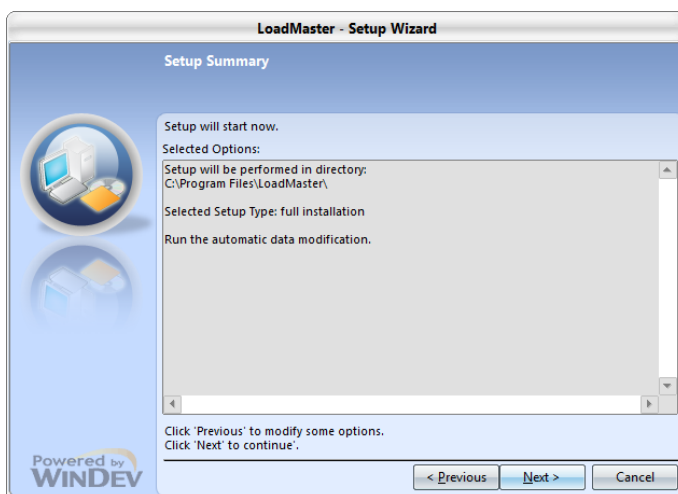 LoadMaster - Setup Wizard
Setup Summary
Setup will start now.
Selected Options:
Setup will be performed in directory:
C:\Program Files\LoadMaster\
Selected Setup Type: full installation
Run the automatic data modification.
Click 'Previous' to modify some options.
Click 'Next' to continue'.
Powered by
WINDEV
< Previous
Next >
Cancel